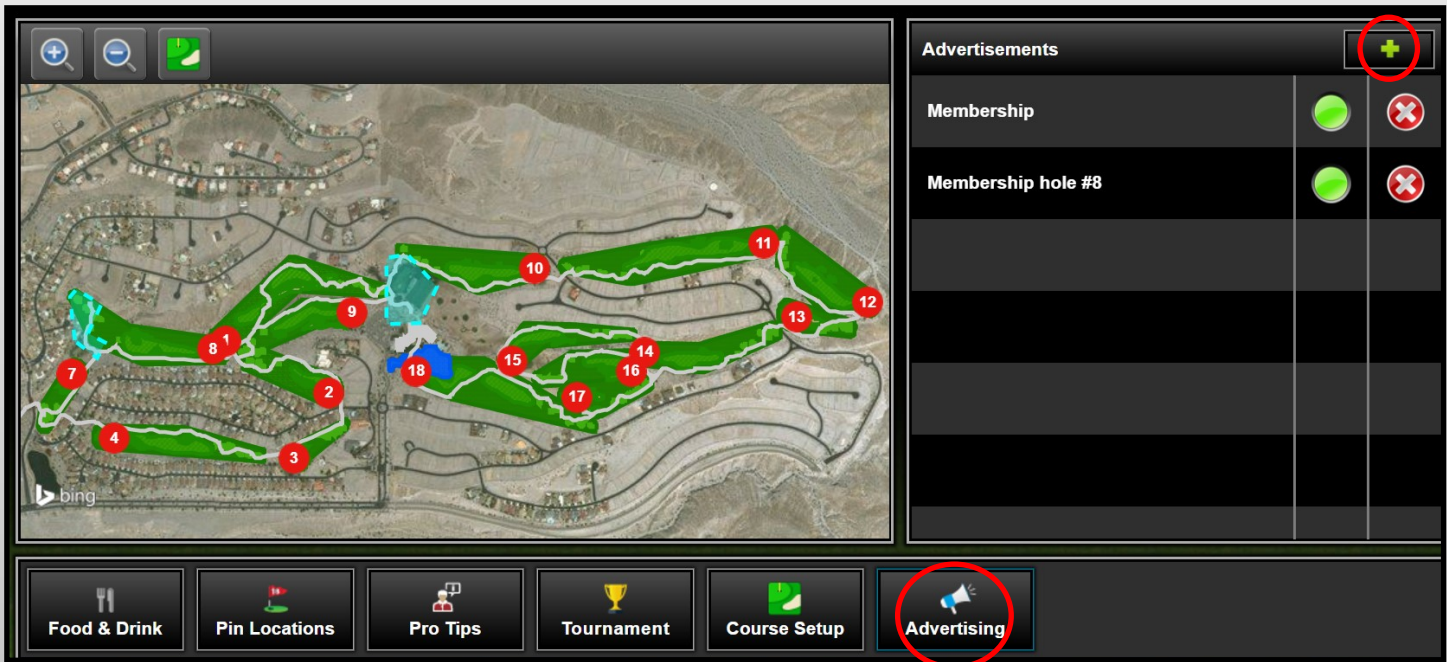 Advertisements
Membership
Membership hole #8
11
10
12
9
13
1
8
14
15
7
18
16
2
17
4
3
bing
Food & Drink
Pin Locations
Pro Tips
Tournament
Course Setup
Advertising